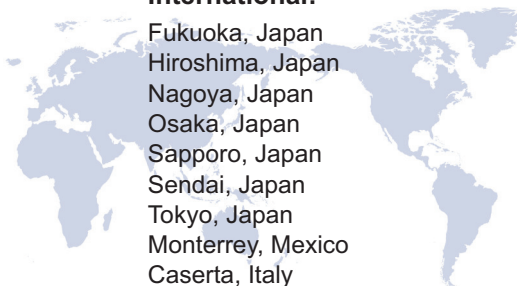 International:
Fukuoka, Japan
Hiroshima, Japan
Nagoya, Japan
Osaka, Japan
Sapporo, Japan
Sendai, Japan
Tokyo, Japan
Monterrey, Mexico
Caserta, Italy